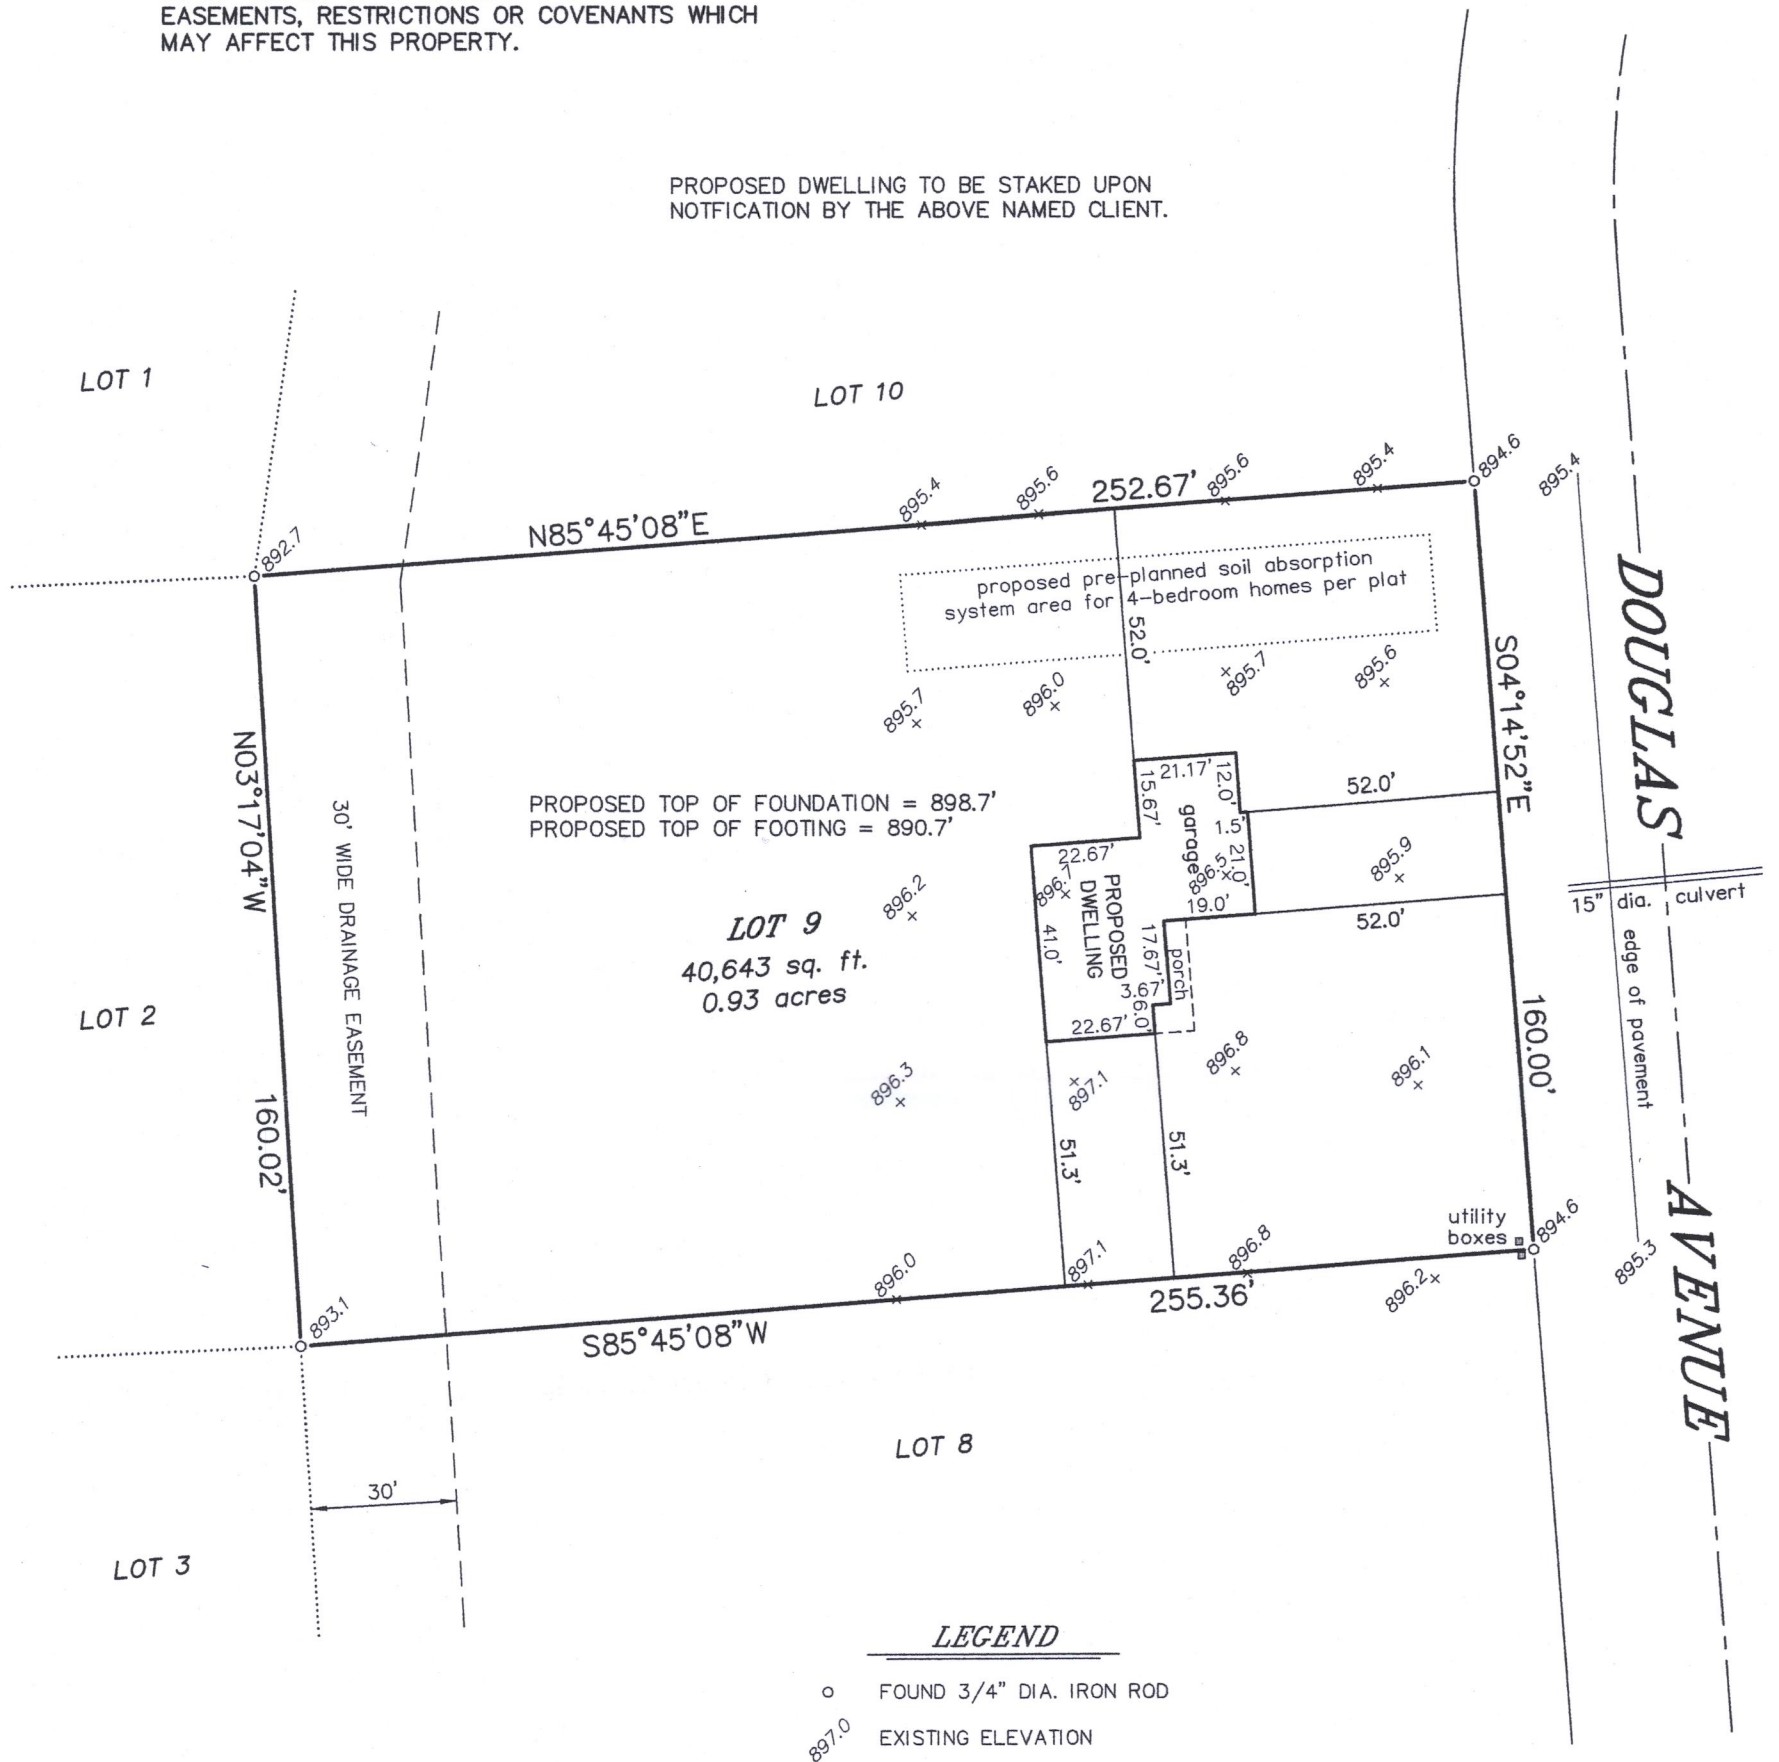 EASEMENTS, RESTRICTIONS OR COVENANTS WHICH
MAY AFFECT THIS PROPERTY.
PROPOSED DWELLING TO BE STAKED UPON
NOTFICATION BY THE ABOVE NAMED CLIENT.
LOT 1
LOT 10
892.7
N85°45'08"E
895.4
895.6
252.67'
895.6
895.4
894.6
895.4
proposed pre-planned soil absorption
system area for 4-bedroom homes per plat
52.0'
895.7
896.0
895.7
895.6
S04°14'52"E
DOUGLAS
N03°17'04"W
30' WIDE DRAINAGE EASEMENT
PROPOSED TOP OF FOUNDATION = 898.7'
PROPOSED TOP OF FOOTING = 890.7'
21.17'
12.0'
15.67'
garage
1.5'
21.0'
52.0'
22.67'
896.7
896.5
895.9
896.2
PROPOSED
DWELLING
19.0'
52.0'
15" dia. culvert
edge of pavement
LOT 9
40,643 sq. ft.
0.93 acres
41.0'
17.67'
porch
3.67'
6.0'
22.67'
LOT 2
160.02'
896.3
897.1
896.8
896.1
160.00'
51.3'
51.3'
utility
boxes
894.6
AVENUE
893.1
S85°45'08"W
896.0
897.1
896.8
255.36'
896.2
895.3
LOT 8
30'
LOT 3
LEGEND
FOUND 3/4" DIA. IRON ROD
897.0 EXISTING ELEVATION